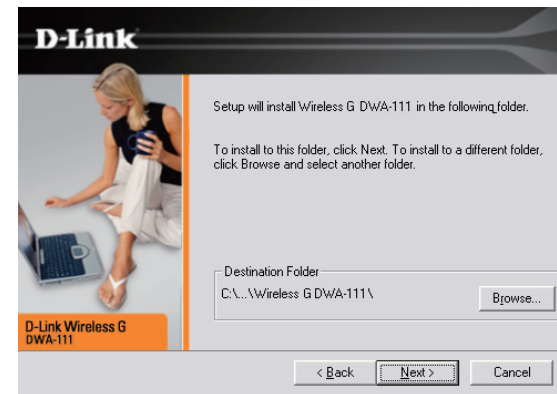 D-Link
Setup will install Wireless G DWA-111 in the following folder.
To install to this folder, click Next. To install to a different folder,
click Browse and select another folder.
Destination Folder
C:\...\Wireless G DWA-111\
Browse...
D-Link Wireless G
DWA-111
< Back
Next >
Cancel